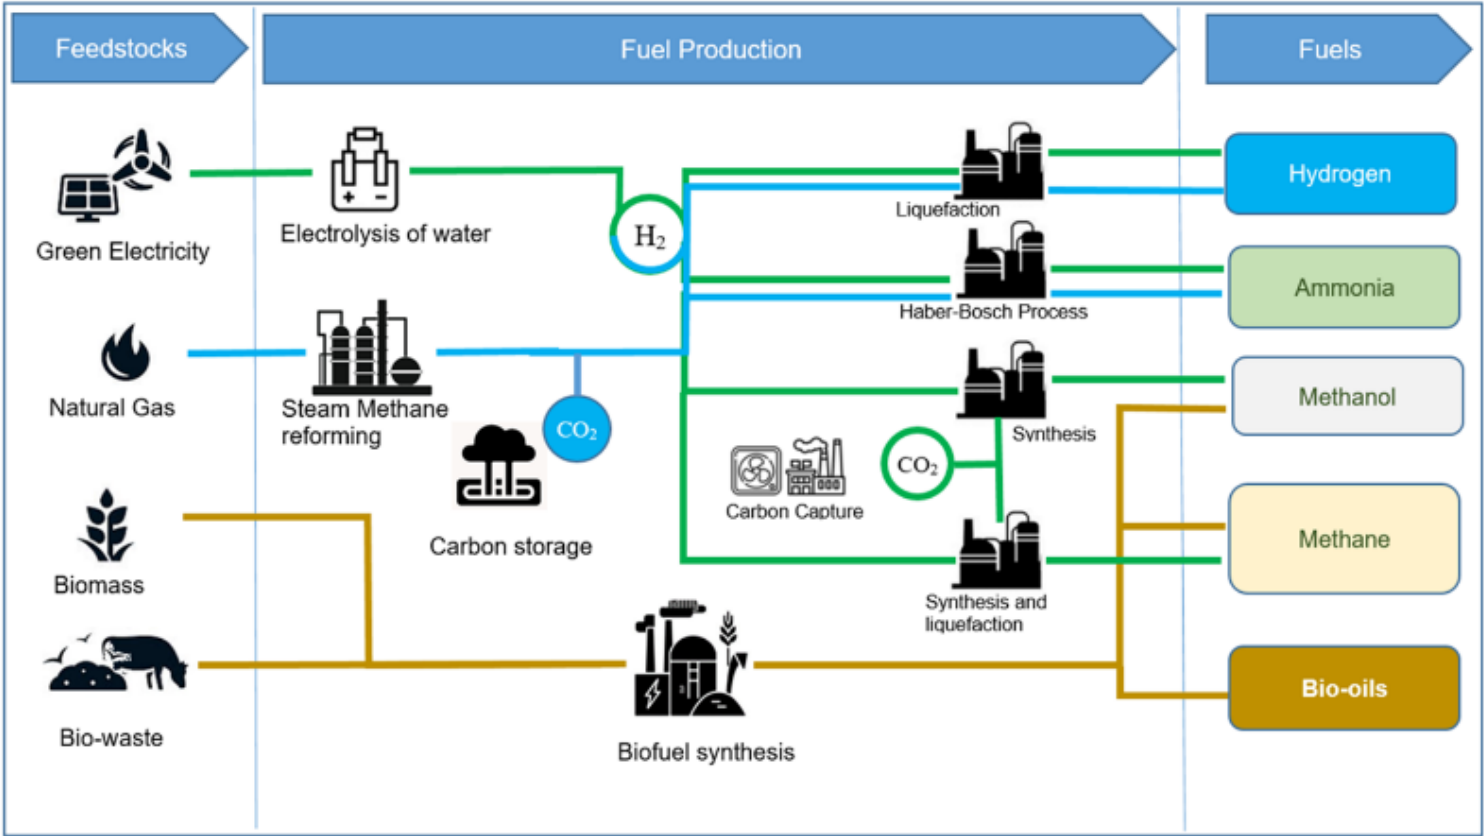 Feedstocks
Fuel Production
Fuels
Green Electricity
Electrolysis of water
H₂
Liquefaction
Hydrogen
Haber-Bosch Process
Ammonia
Natural Gas
Steam Methane
reforming
CO₂
Carbon storage
Carbon Capture
CO₂
Synthesis
Methanol
Synthesis and
liquefaction
Methane
Biomass
Bio-waste
Biofuel synthesis
Bio-oils
+ -